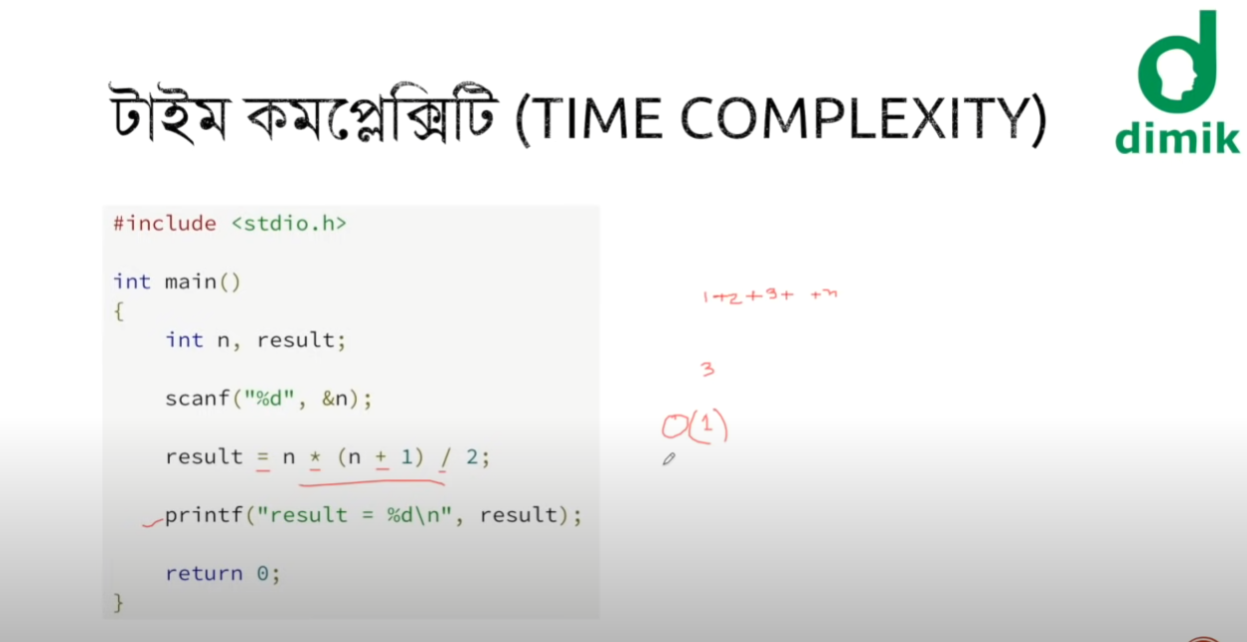 টাইম কমপ্লেক্সিটি (TIME COMPLEXITY)
dimik
#include <stdio.h>
int main()
{
int n, result;
scanf("%d", &n);
result = n * (n + 1) / 2;
printf("result = %d\n", result);
return 0;
}
1+2+3+ +n
3
O(1)